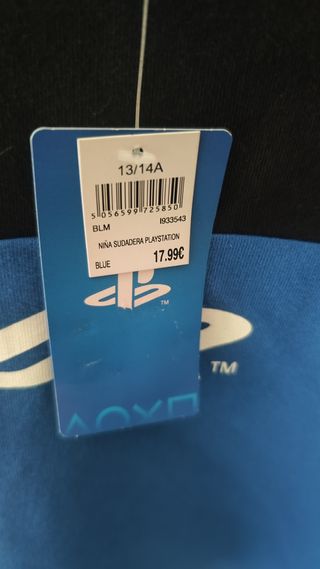 13/14A
5 056599 725850
BLM I933543
NIÑA SUDADERA PLAYSTATION
BLUE 17.99€
TM
TM